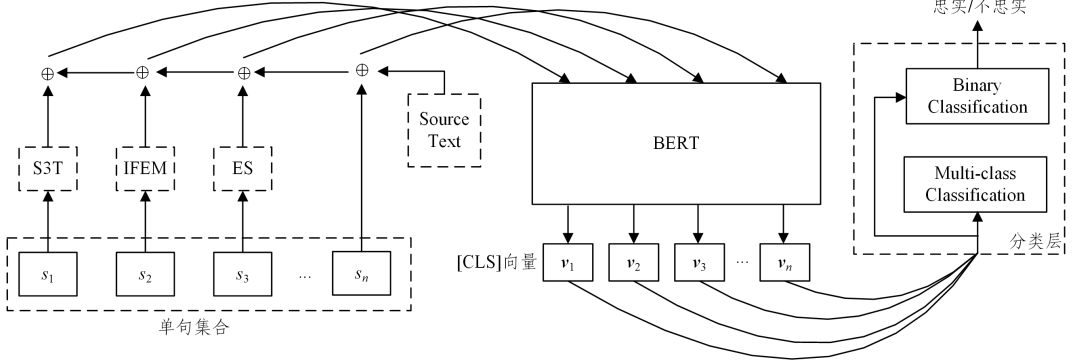 忠实/不忠实
Binary
Classification
Source
Text
BERT
S3T
IFEM
ES
Multi-class
Classification
分类层
[CLS]向量
v1
v2
v3
...
vn
s1
s2
s3
...
sn
单句集合